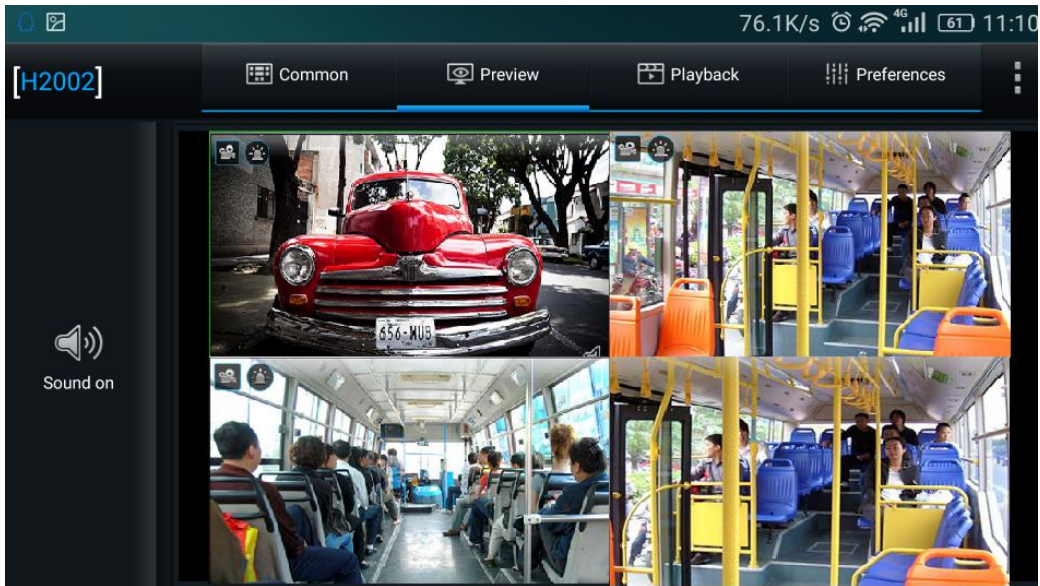 76.1K/s 4G 61 11:10
[H2002] Common Preview Playback Preferences
656-MUB
Sound on